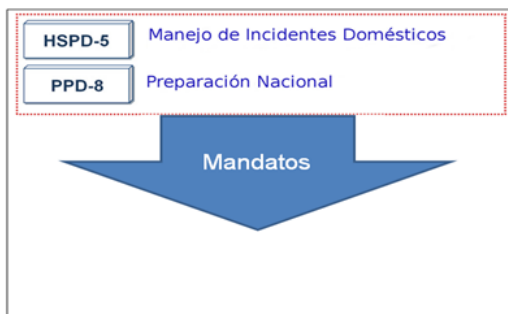 HSPD-5 Manejo de Incidentes Domésticos
PPD-8 Preparación Nacional
Mandatos